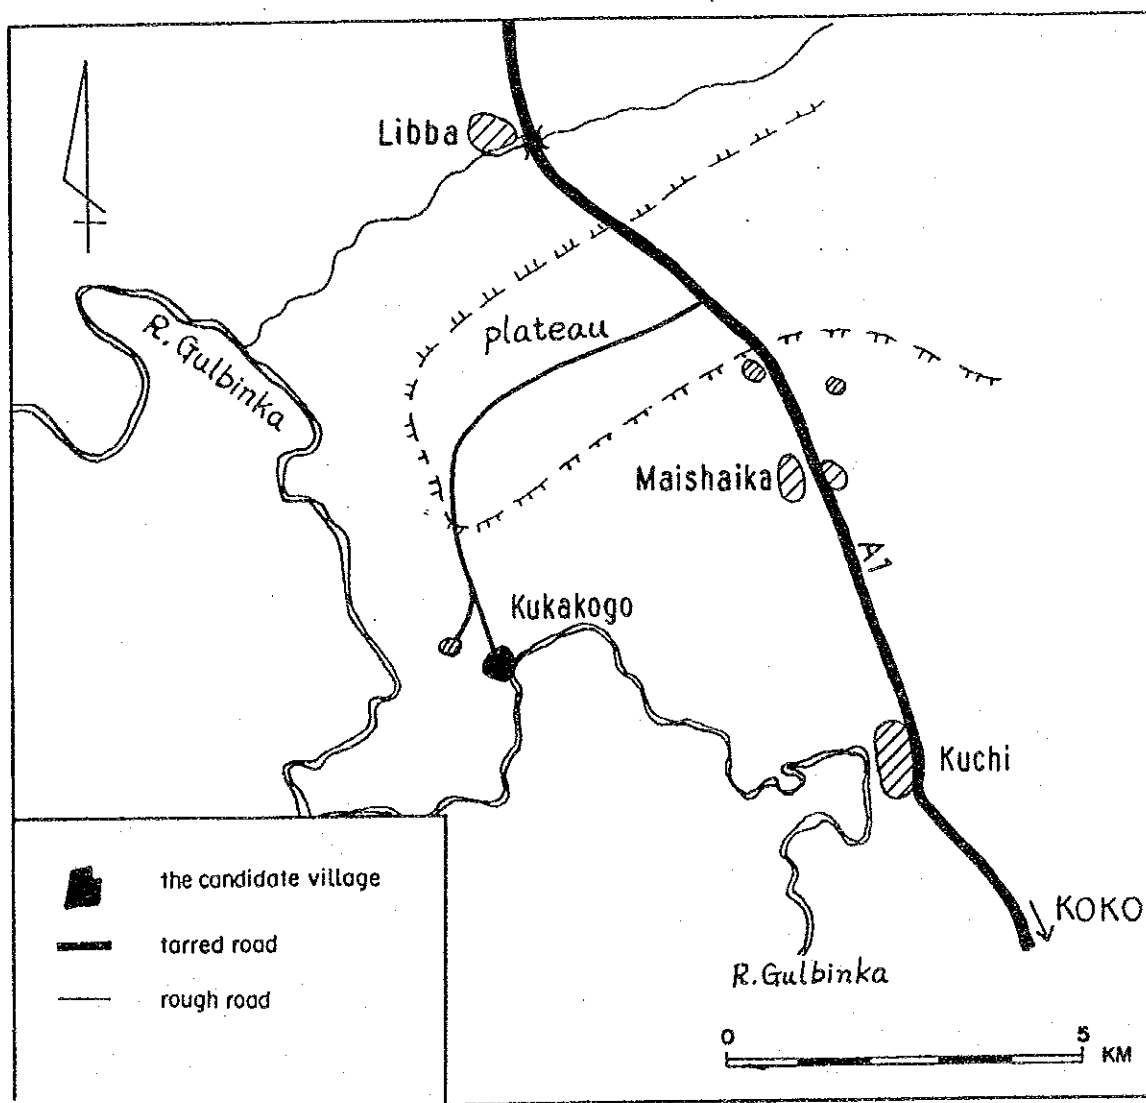 Libba
R. Gulbinka
plateau
Maishaika
A1
Kukakogo
Kuchi
KOKO
R. Gulbinka
the candidate village
tarred road
rough road
0 5 KM